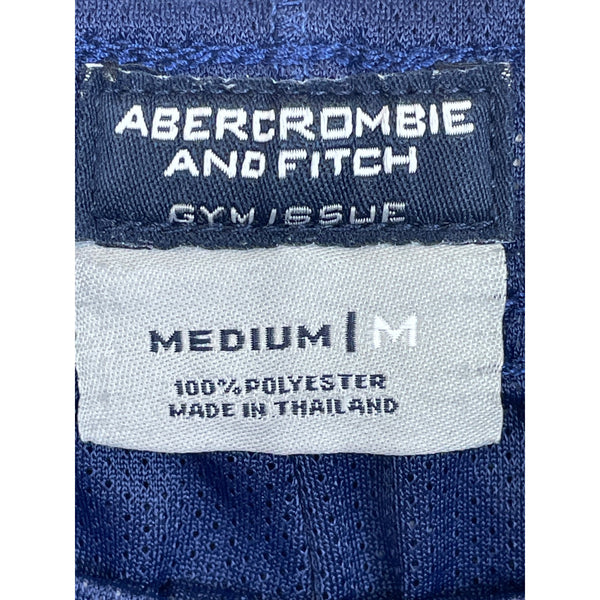 ABERCROMBIE
AND FITCH
GYM ISSUE
MEDIUM | M
100% POLYESTER
MADE IN THAILAND